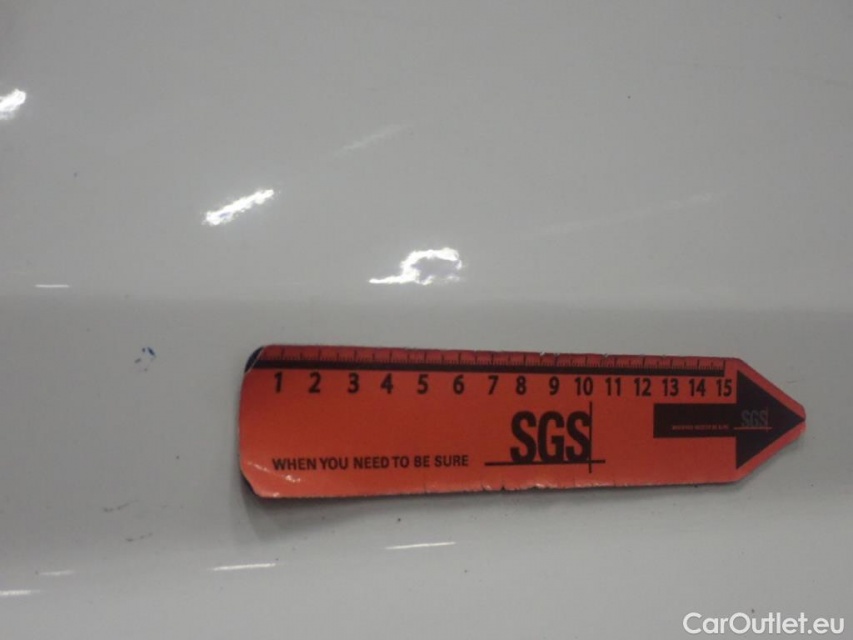 1 2 3 4 5 6 7 8 9 10 11 12 13 14 15
SGS
SGS
WHEN YOU NEED TO BE SURE
CarOutlet.eu